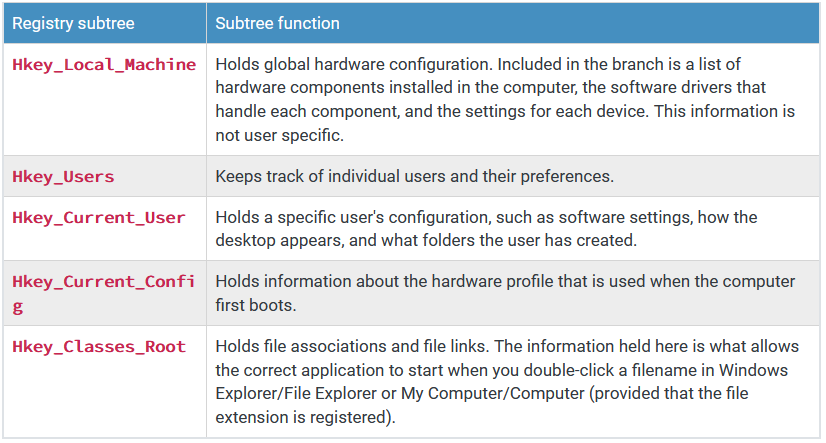 Registry subtree
Subtree function
Hkey_Local_Machine
Holds global hardware configuration. Included in the branch is a list of
hardware components installed in the computer, the software drivers that
handle each component, and the settings for each device. This information is
not user specific.
Hkey_Users
Keeps track of individual users and their preferences.
Hkey_Current_User
Holds a specific user's configuration, such as software settings, how the
desktop appears, and what folders the user has created.
Hkey_Current_Confi
g
Holds information about the hardware profile that is used when the computer
first boots.
Hkey_Classes_Root
Holds file associations and file links. The information held here is what allows
the correct application to start when you double-click a filename in Windows
Explorer/File Explorer or My Computer/Computer (provided that the file
extension is registered).